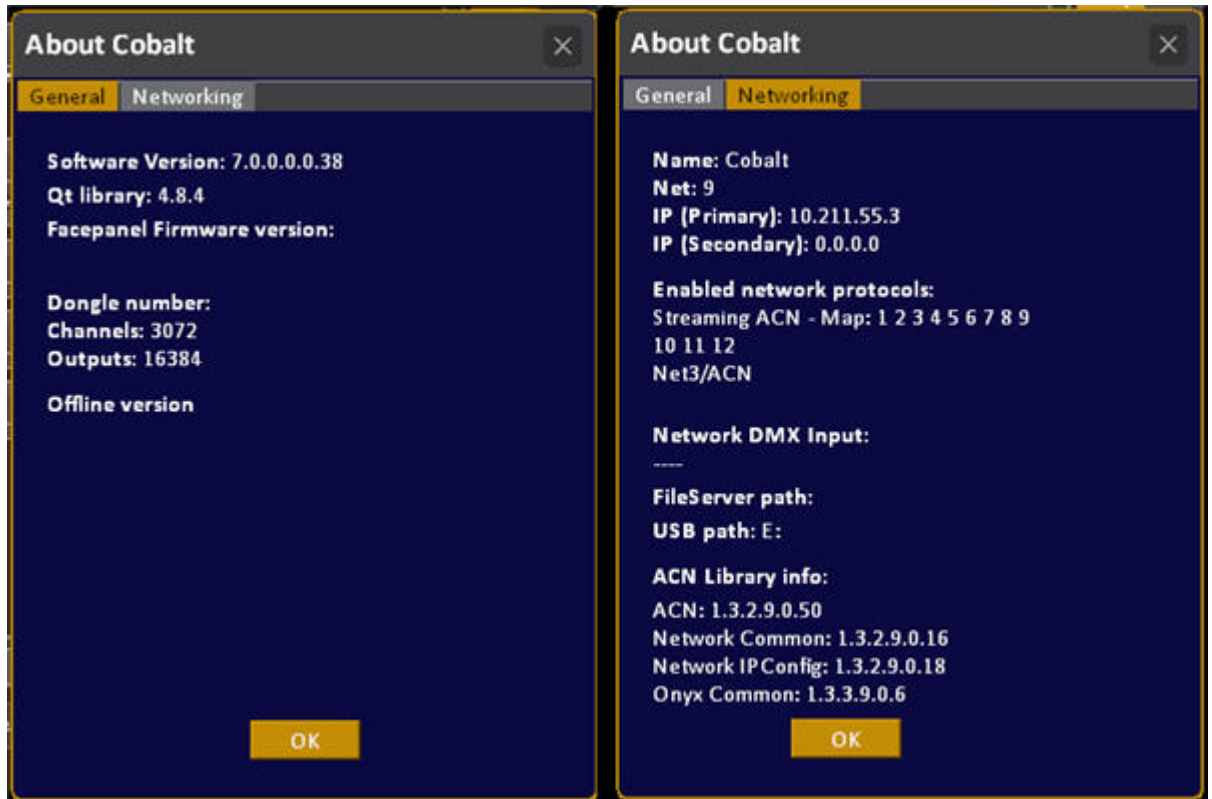 About Cobalt
General Networking
Software Version: 7.0.0.0.0.38
Qt library: 4.8.4
Facepanel Firmware version:
Dongle number:
Channels: 3072
Outputs: 16384
Offline version
OK
About Cobalt
General Networking
Name: Cobalt
Net: 9
IP (Primary): 10.211.55.3
IP (Secondary): 0.0.0.0
Enabled network protocols:
Streaming ACN - Map: 1 2 3 4 5 6 7 8 9
10 11 12
Net3/ACN
Network DMX Input:
----
FileServer path:
USB path: E:
ACN Library info:
ACN: 1.3.2.9.0.50
Network Common: 1.3.2.9.0.16
Network IPConfig: 1.3.2.9.0.18
Onyx Common: 1.3.3.9.0.6
OK